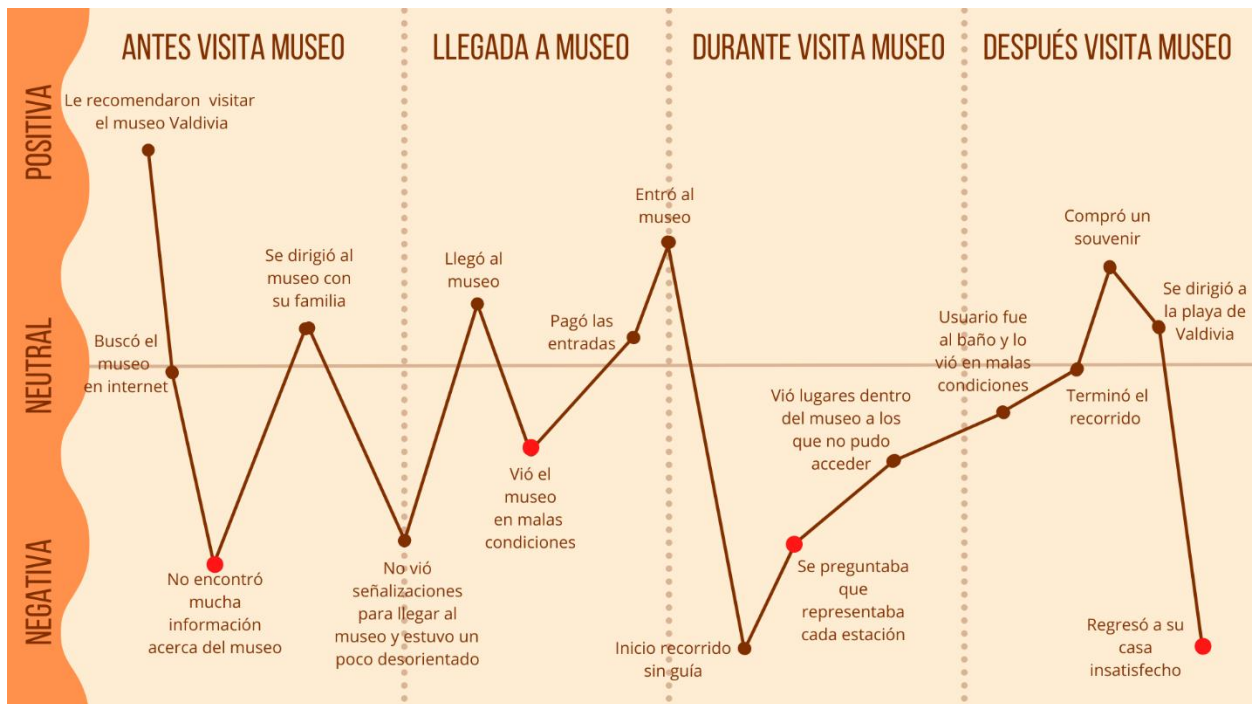 ANTES VISITA MUSEO
LLEGADA A MUSEO
DURANTE VISITA MUSEO
DESPUÉS VISITA MUSEO
POSITIVA
NEUTRAL
NEGATIVA
Le recomendaron visitar
el museo Valdivia
Buscó el
museo
en internet
No encontró
mucha
información
acerca del museo
Se dirigió al
museo con
su familia
No vió
señalizaciones
para llegar al
museo y estuvo un
poco desorientado
Llegó al
museo
Vió el
museo
en malas
condiciones
Pagó las
entradas
Entró al
museo
Inicio recorrido
sin guía
Se preguntaba
que
representaba
cada estación
Vió lugares dentro
del museo a los
que no pudo
acceder
Usuario fue
al baño y lo
vió en malas
condiciones
Terminó el
recorrido
Compró un
souvenir
Se dirigió a
la playa de
Valdivia
Regresó a su
casa
insatisfecho